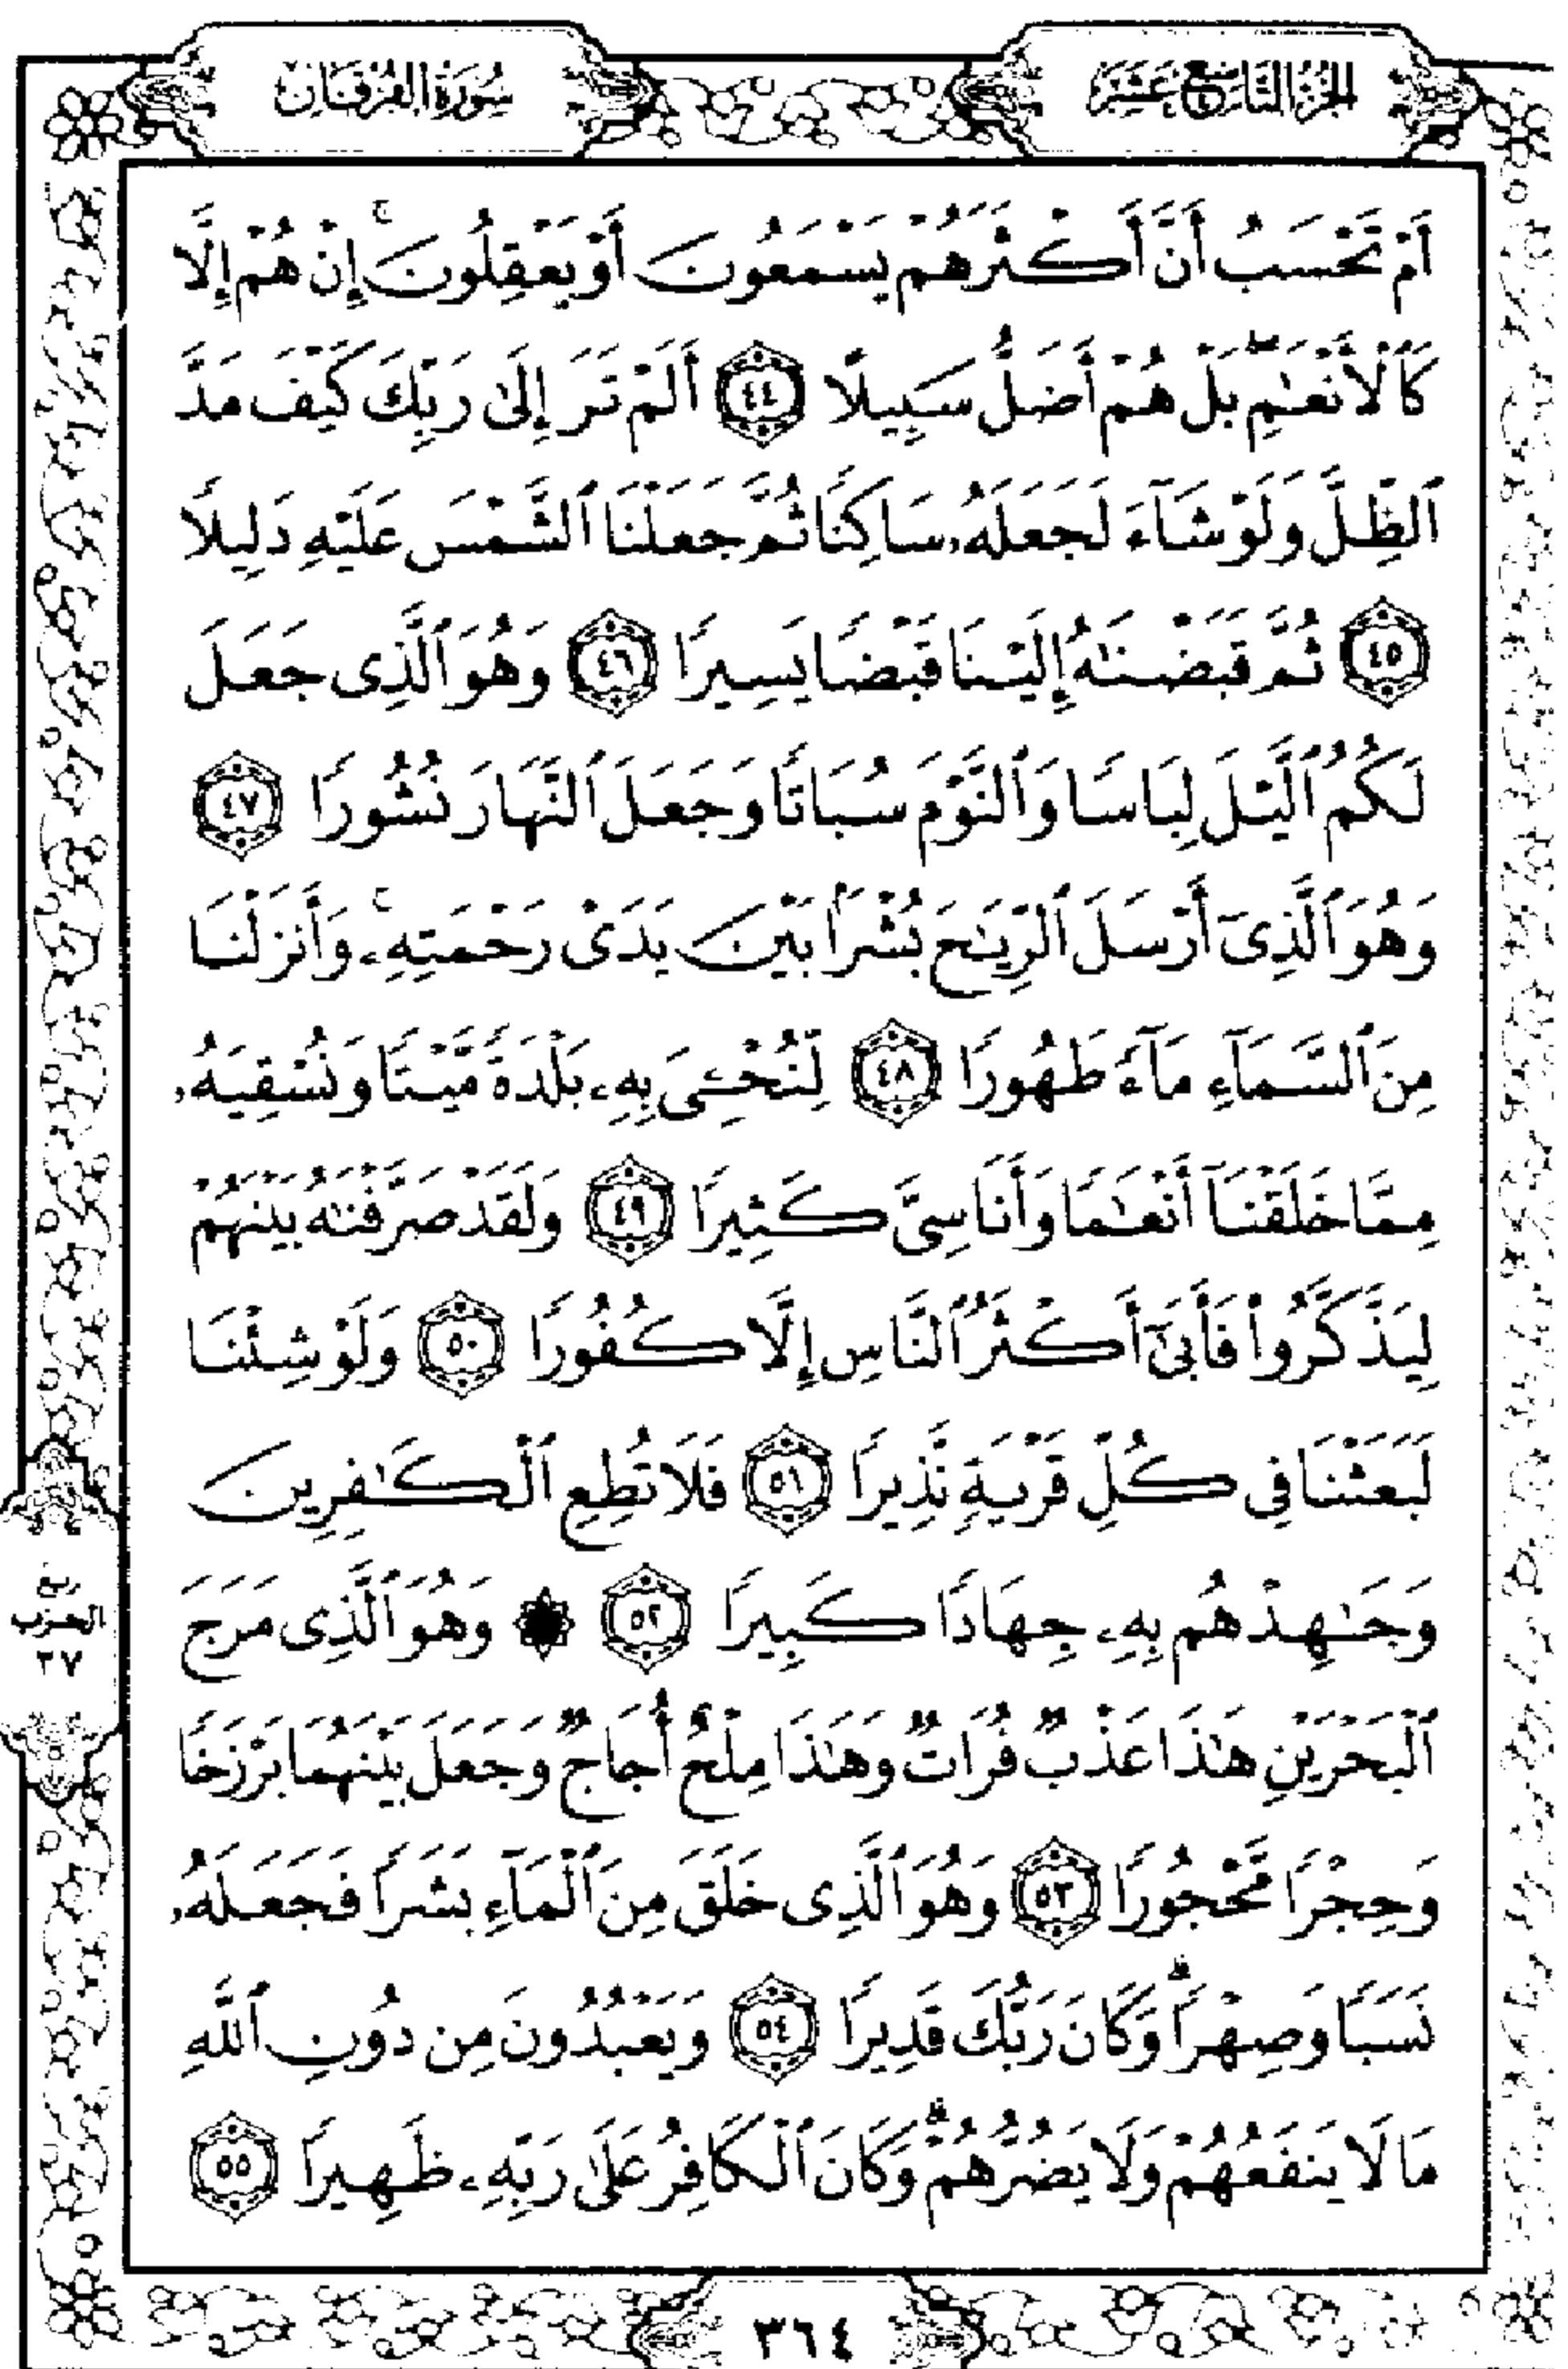 الجزء التاسع عشر
سورة الفرقان
أَمْ تَحْسَبُ أَنَّ أَكْثَرَهُمْ يَسْمَعُونَ أَوْ يَعْقِلُونَ ۚ إِنْ هُمْ إِلَّا
كَٱلْأَنْعَٰمِ ۖ بَلْ هُمْ أَضَلُّ سَبِيلًا ٤٤ أَلَمْ تَرَ إِلَىٰ رَبِّكَ كَيْفَ مَدَّ
ٱلظِّلَّ وَلَوْ شَآءَ لَجَعَلَهُۥ سَاكِنًا ثُمَّ جَعَلْنَا ٱلشَّمْسَ عَلَيْهِ دَلِيلًا
٤٥ ثُمَّ قَبَضْنَٰهُ إِلَيْنَا قَبْضًا يَسِيرًا ٤٦ وَهُوَ ٱلَّذِى جَعَلَ
لَكُمُ ٱلَّيْلَ لِبَاسًا وَٱلنَّوْمَ سُبَاتًا وَجَعَلَ ٱلنَّهَارَ نُشُورًا ٤٧
وَهُوَ ٱلَّذِىٓ أَرْسَلَ ٱلرِّيَٰحَ بُشْرًۢا بَيْنَ يَدَىْ رَحْمَتِهِۦ ۚ وَأَنزَلْنَا
مِنَ ٱلسَّمَآءِ مَآءً طَهُورًا ٤٨ لِّنُحْـِۧىَ بِهِۦ بَلْدَةً مَّيْتًا وَنُسْقِيَهُۥ
مِمَّا خَلَقْنَآ أَنْعَٰمًا وَأَنَاسِىَّ كَثِيرًا ٤٩ وَلَقَدْ صَرَّفْنَٰهُ بَيْنَهُمْ
لِيَذَّكَّرُوا۟ فَأَبَىٰٓ أَكْثَرُ ٱلنَّاسِ إِلَّا كُفُورًا ٥٠ وَلَوْ شِئْنَا
لَبَعَثْنَا فِى كُلِّ قَرْيَةٍ نَّذِيرًا ٥١ فَلَا تُطِعِ ٱلْكَٰفِرِينَ
وَجَٰهِدْهُم بِهِۦ جِهَادًا كَبِيرًا ٥٢ ۞ وَهُوَ ٱلَّذِى مَرَجَ
ٱلْبَحْرَيْنِ هَٰذَا عَذْبٌ فُرَاتٌ وَهَٰذَا مِلْحٌ أُجَاجٌ وَجَعَلَ بَيْنَهُمَا بَرْزَخًا
وَحِجْرًا مَّحْجُورًا ٥٣ وَهُوَ ٱلَّذِى خَلَقَ مِنَ ٱلْمَآءِ بَشَرًا فَجَعَلَهُۥ
نَسَبًا وَصِهْرًا ۗ وَكَانَ رَبُّكَ قَدِيرًا ٥٤ وَيَعْبُدُونَ مِن دُونِ ٱللَّهِ
مَا لَا يَنفَعُهُمْ وَلَا يَضُرُّهُمْ ۗ وَكَانَ ٱلْكَافِرُ عَلَىٰ رَبِّهِۦ ظَهِيرًا ٥٥
ربع
الحزب
٣٧
٣٦٤